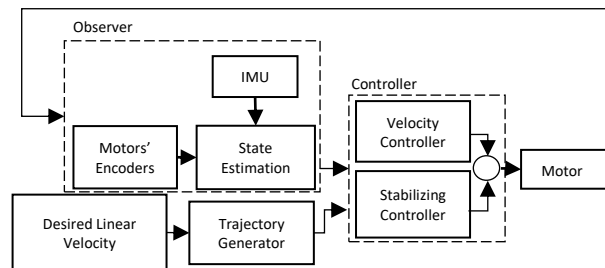 Observer
IMU
Motors’
Encoders
State
Estimation
Controller
Velocity
Controller
Stabilizing
Controller
Motor
Desired Linear
Velocity
Trajectory
Generator